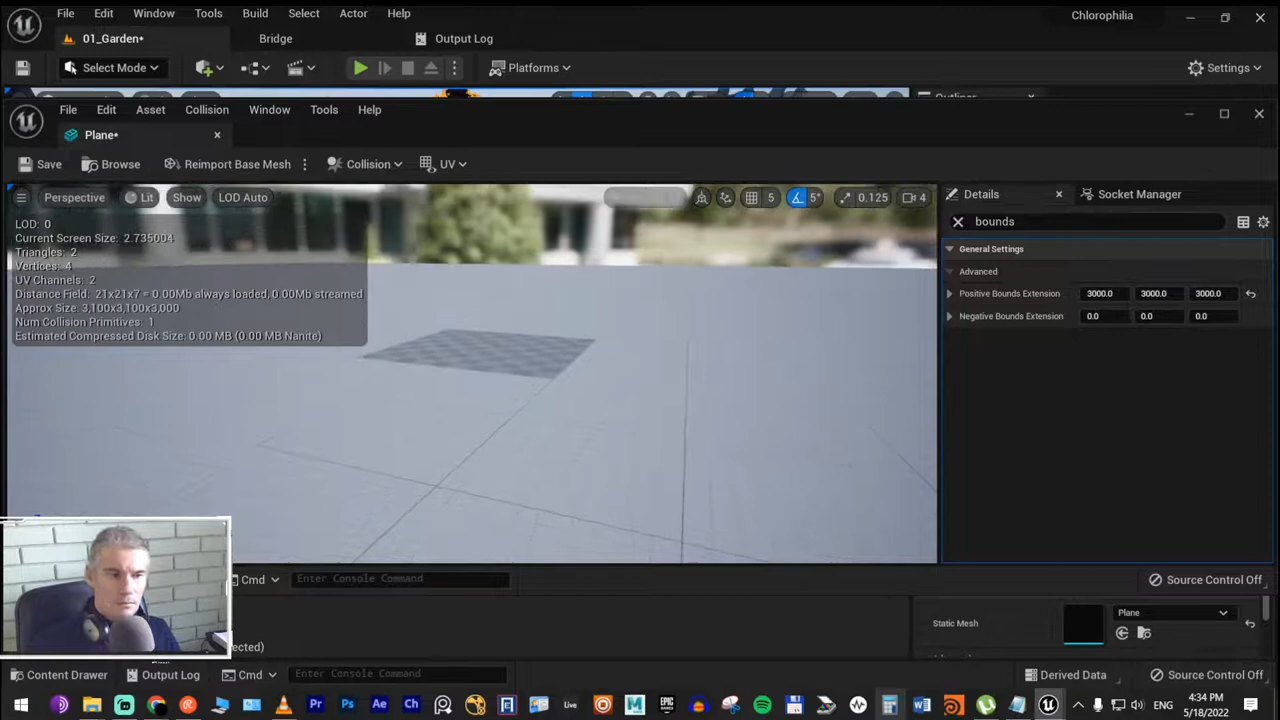 File Edit Window Tools Build Select Actor Help
Chlorophilia
01_Garden* Bridge Output Log
Select Mode Platforms Settings
File Edit Asset Collision Window Tools Help
Plane*
Save Browse Reimport Base Mesh Collision UV
Perspective Lit Show LOD Auto 5 5° 0.125 4
Details Socket Manager
LOD: 0
Current Screen Size: 2.735004
Triangles: 2
Vertices: 4
UV Channels: 2
Distance Field: 21x21x7 = 0.00Mb always loaded, 0.00Mb streamed
Approx Size: 3,100x3,100x3,000
Num Collision Primitives: 1
Estimated Compressed Disk Size: 0.00 MB (0.00 MB Nanite)
bounds
General Settings
Advanced
Positive Bounds Extension 3000.0 3000.0 3000.0
Negative Bounds Extension 0.0 0.0 0.0
Cmd Enter Console Command Source Control Off
Static Mesh Plane
Content Drawer Output Log Cmd Enter Console Command Derived Data Source Control Off
Pr Ps Ae Ch Live EPIC GAMES W ENG
4:34 PM
5/18/2022